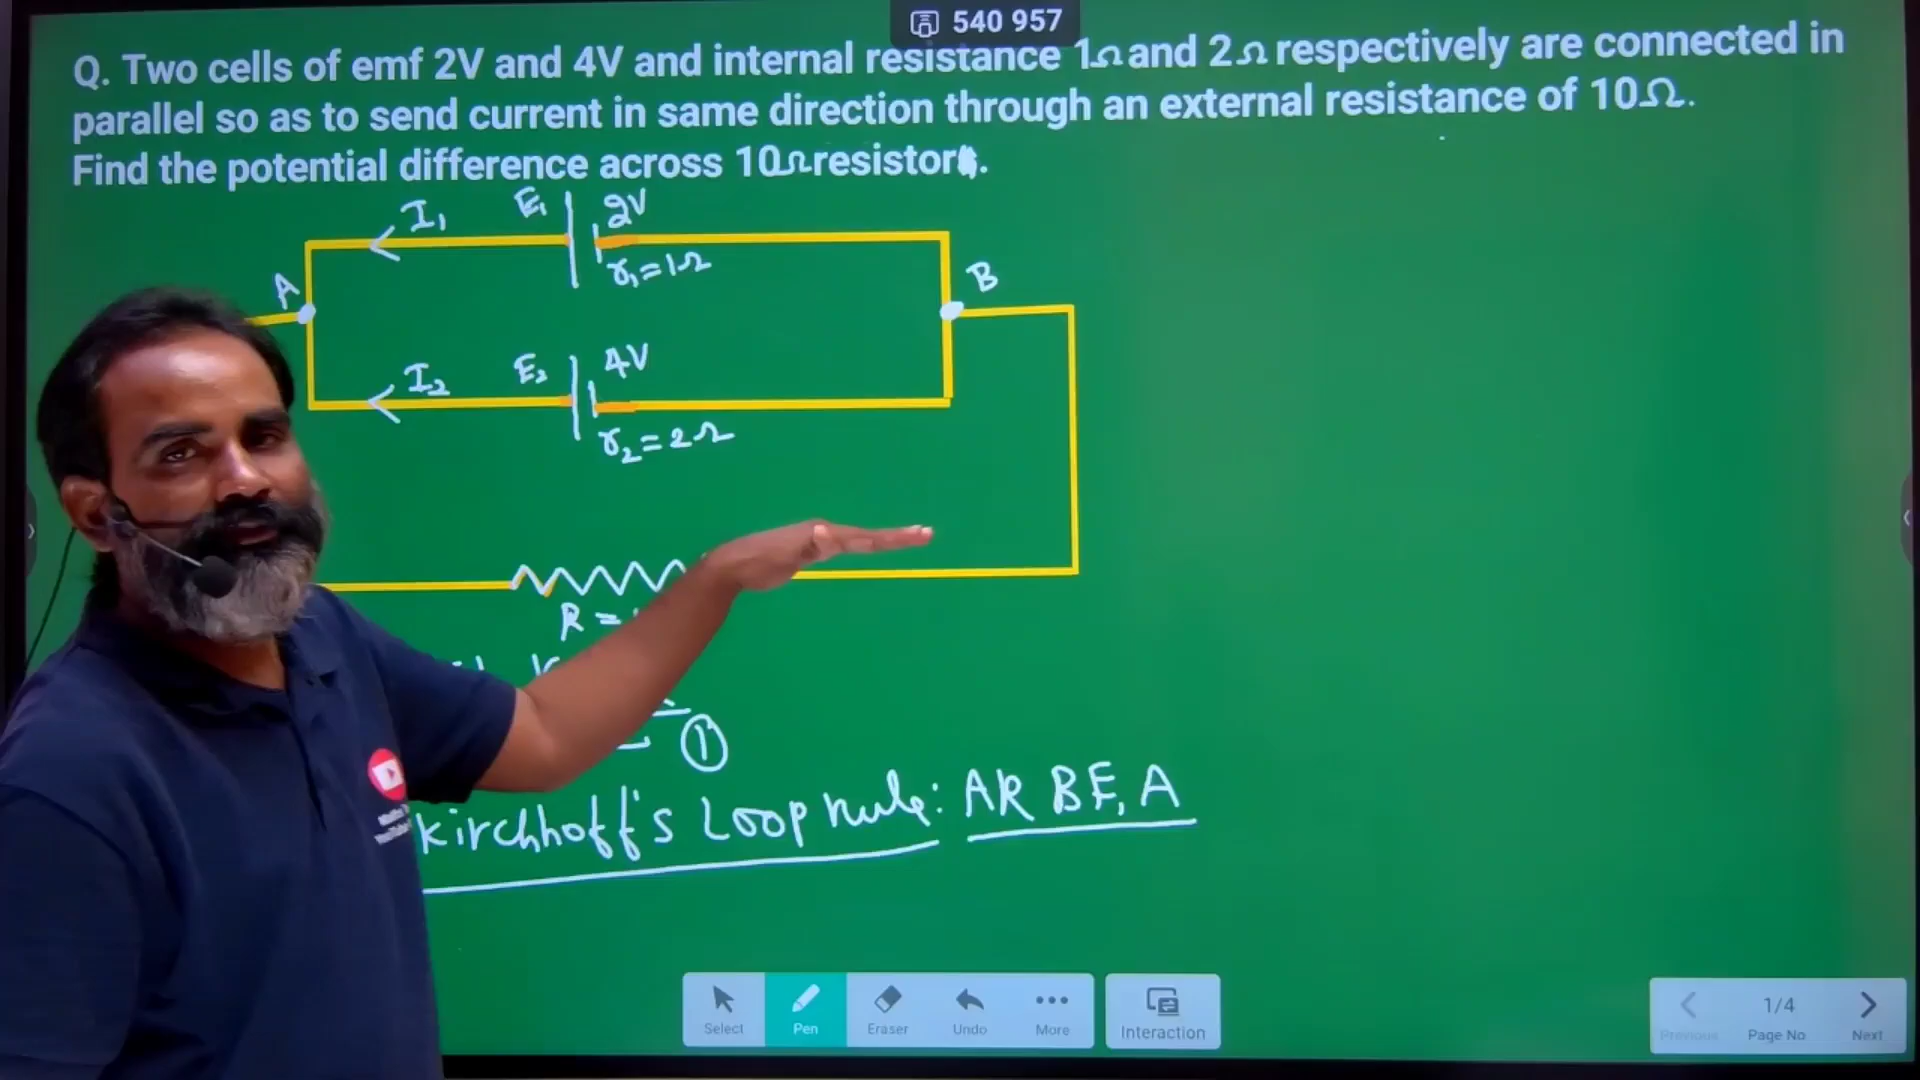 540 957
Q. Two cells of emf 2V and 4V and internal resistance 1Ω and 2Ω respectively are connected in
parallel so as to send current in same direction through an external resistance of 10Ω.
Find the potential difference across 10Ω resistor.
I₁ E₁ 2V
r₁=1Ω
A B
I₂ E₂ 4V
r₂=2Ω
R =
①
Kirchhoff's Loop rule: AR BE₁ A
Select Pen Eraser Undo More Interaction
1/4
Previous Page No Next